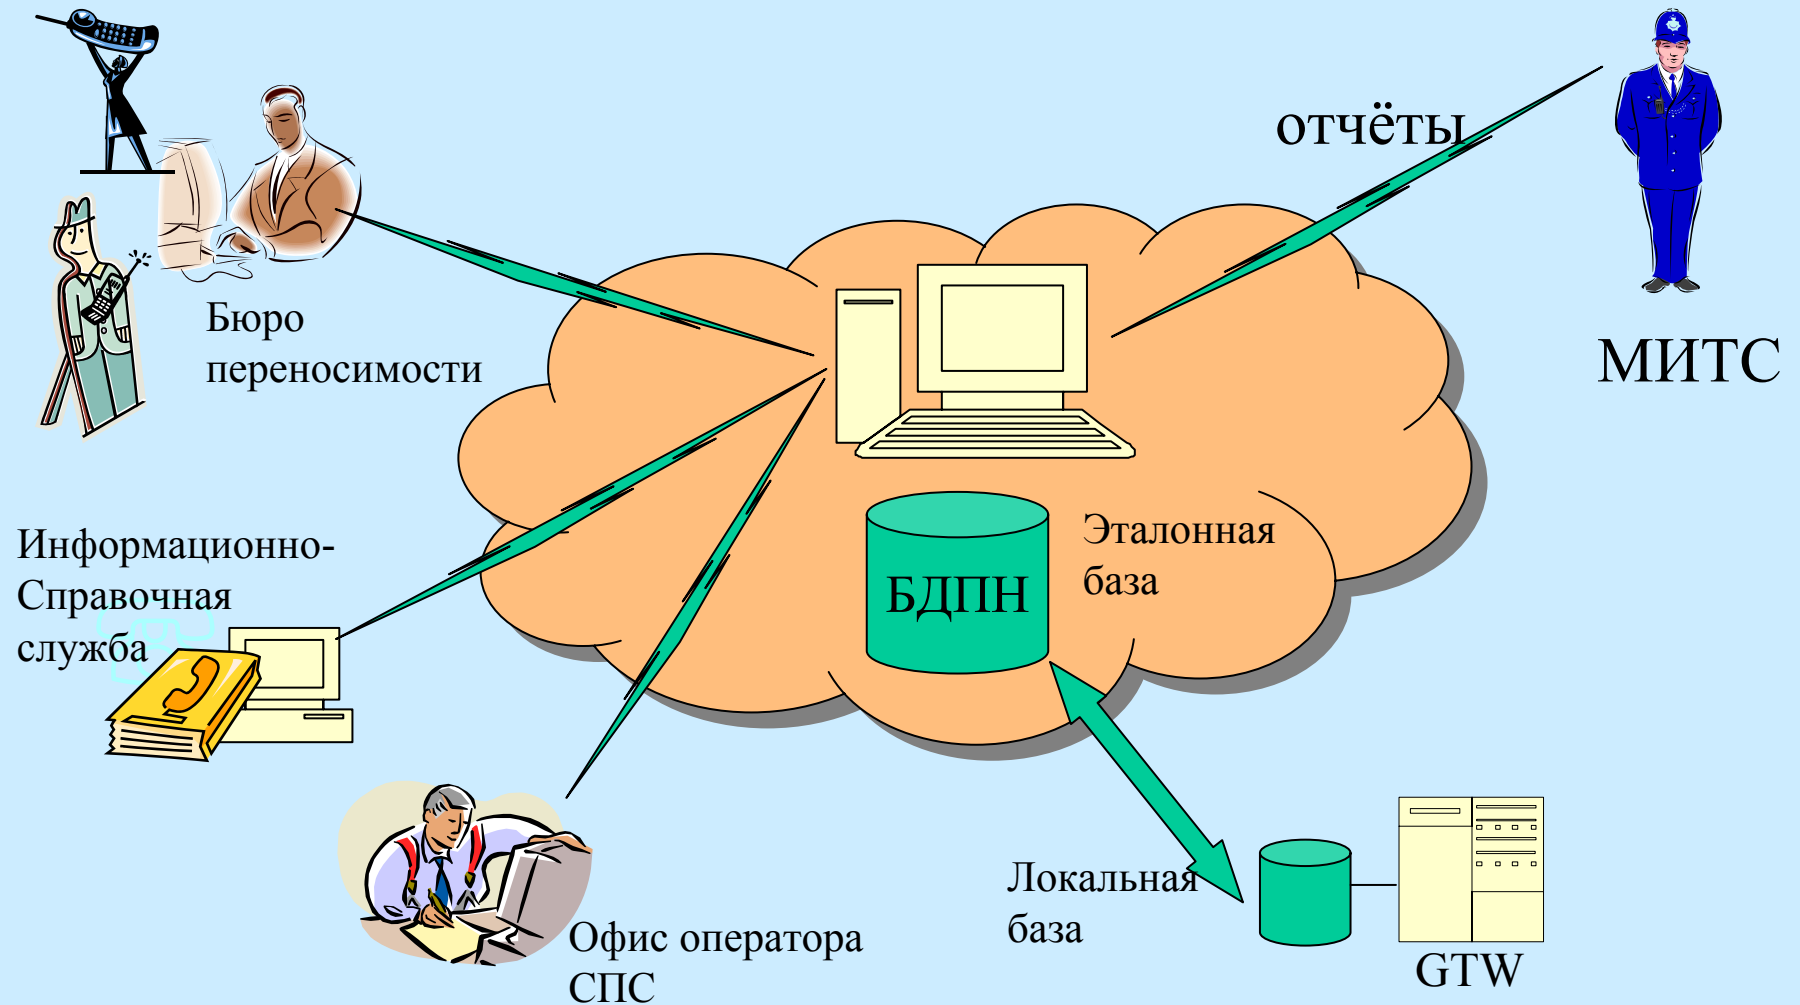 отчёты
Бюро
переносимости
МИТС
Информационно-
Справочная
служба
Эталонная
база
БДПН
Локальная
база
Офис оператора
СПС
GTW